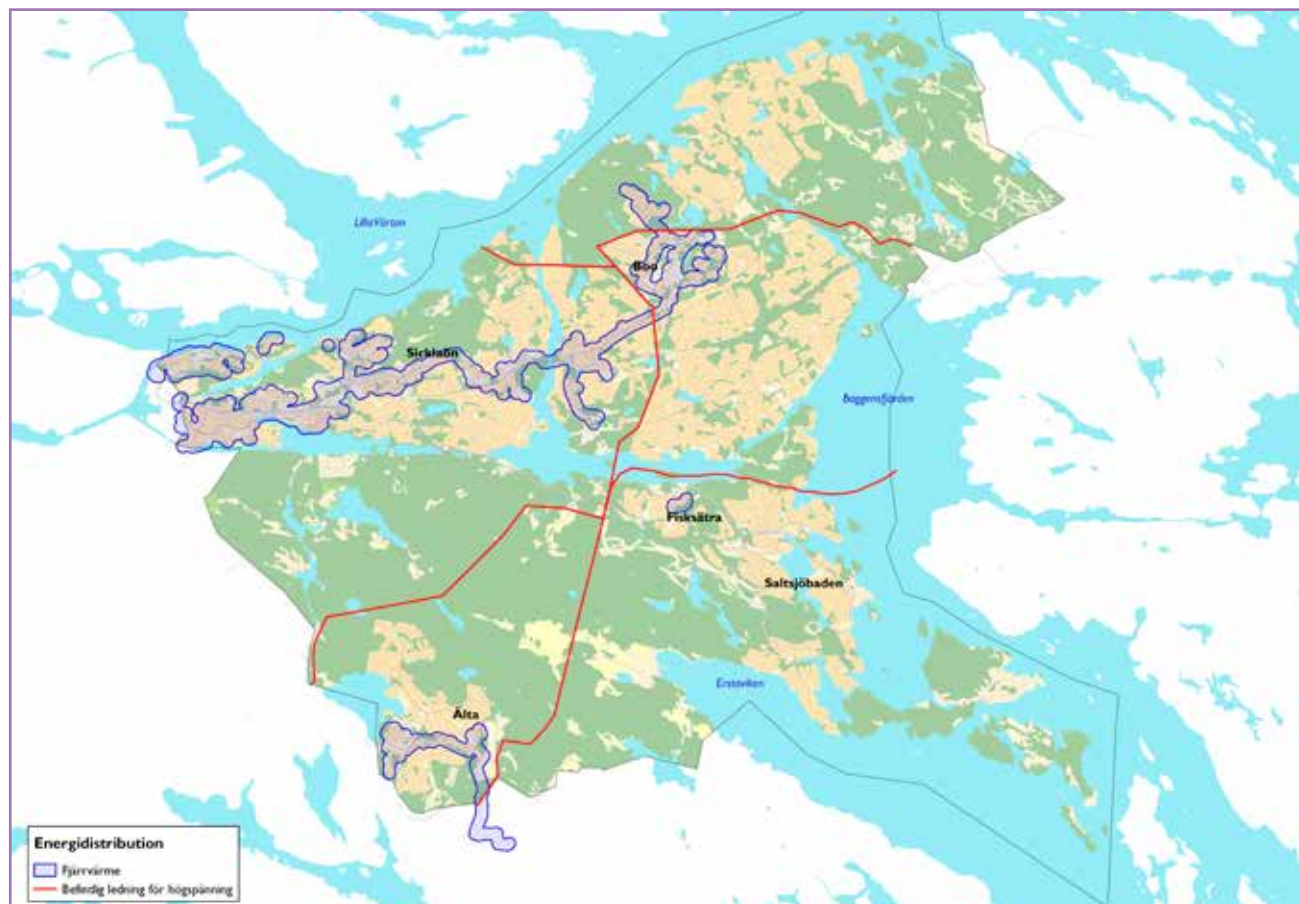 Lilla Värtan
Boo
Sicklaön
Baggensfjärden
Fisksätra
Saltsjöbaden
Erstaviken
Älta
Energidistribution
Fjärrvärme
Befintlig ledning för högspänning